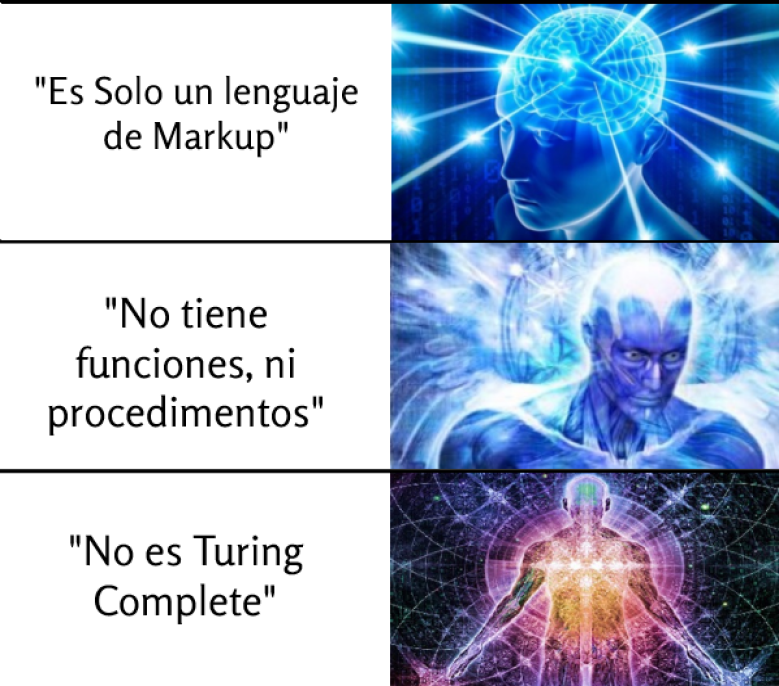 "Es Solo un lenguaje
de Markup"
"No tiene
funciones, ni
procedimentos"
"No es Turing
Complete"